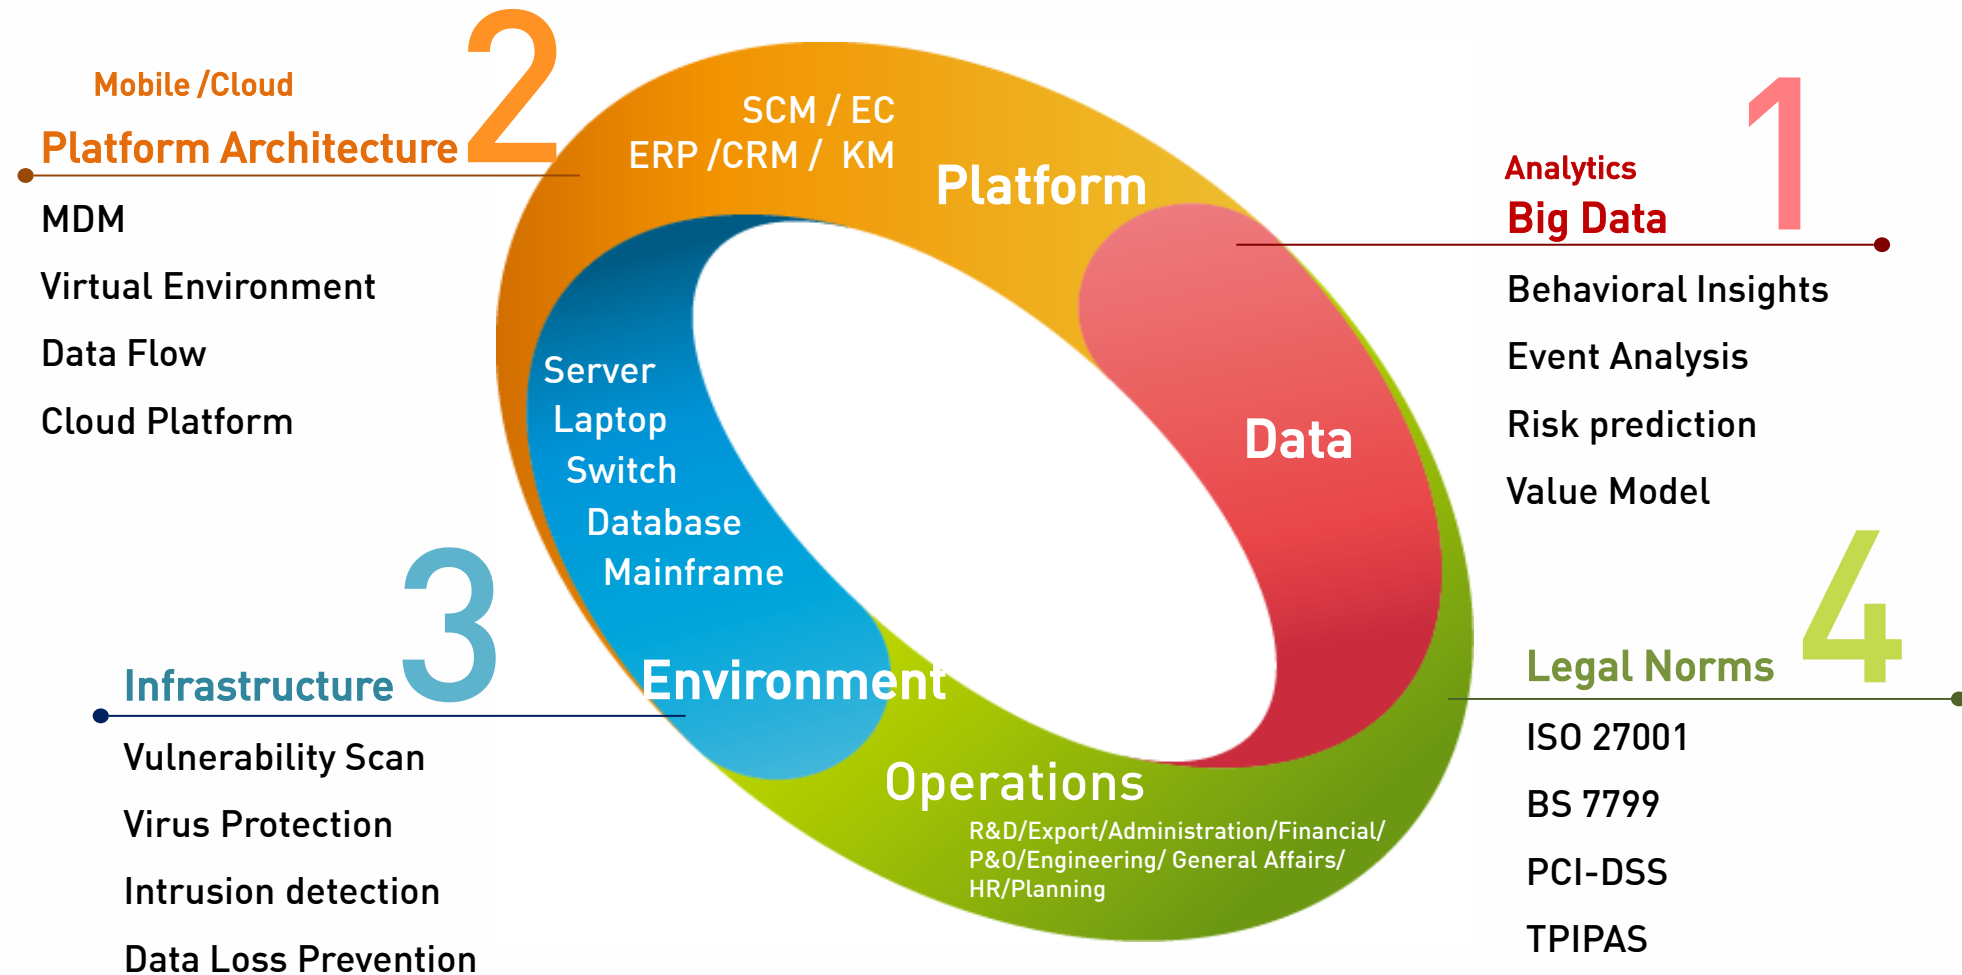 2
Mobile /Cloud
Platform Architecture
MDM
Virtual Environment
Data Flow
Cloud Platform
SCM / EC
ERP /CRM / KM
Platform
1
Analytics
Big Data
Behavioral Insights
Event Analysis
Risk prediction
Value Model
Data
Server
Laptop
Switch
Database
Mainframe
Environment
3
Infrastructure
Vulnerability Scan
Virus Protection
Intrusion detection
Data Loss Prevention
Operations
R&D/Export/Administration/Financial/
P&O/Engineering/ General Affairs/
HR/Planning
4
Legal Norms
ISO 27001
BS 7799
PCI-DSS
TPIPAS